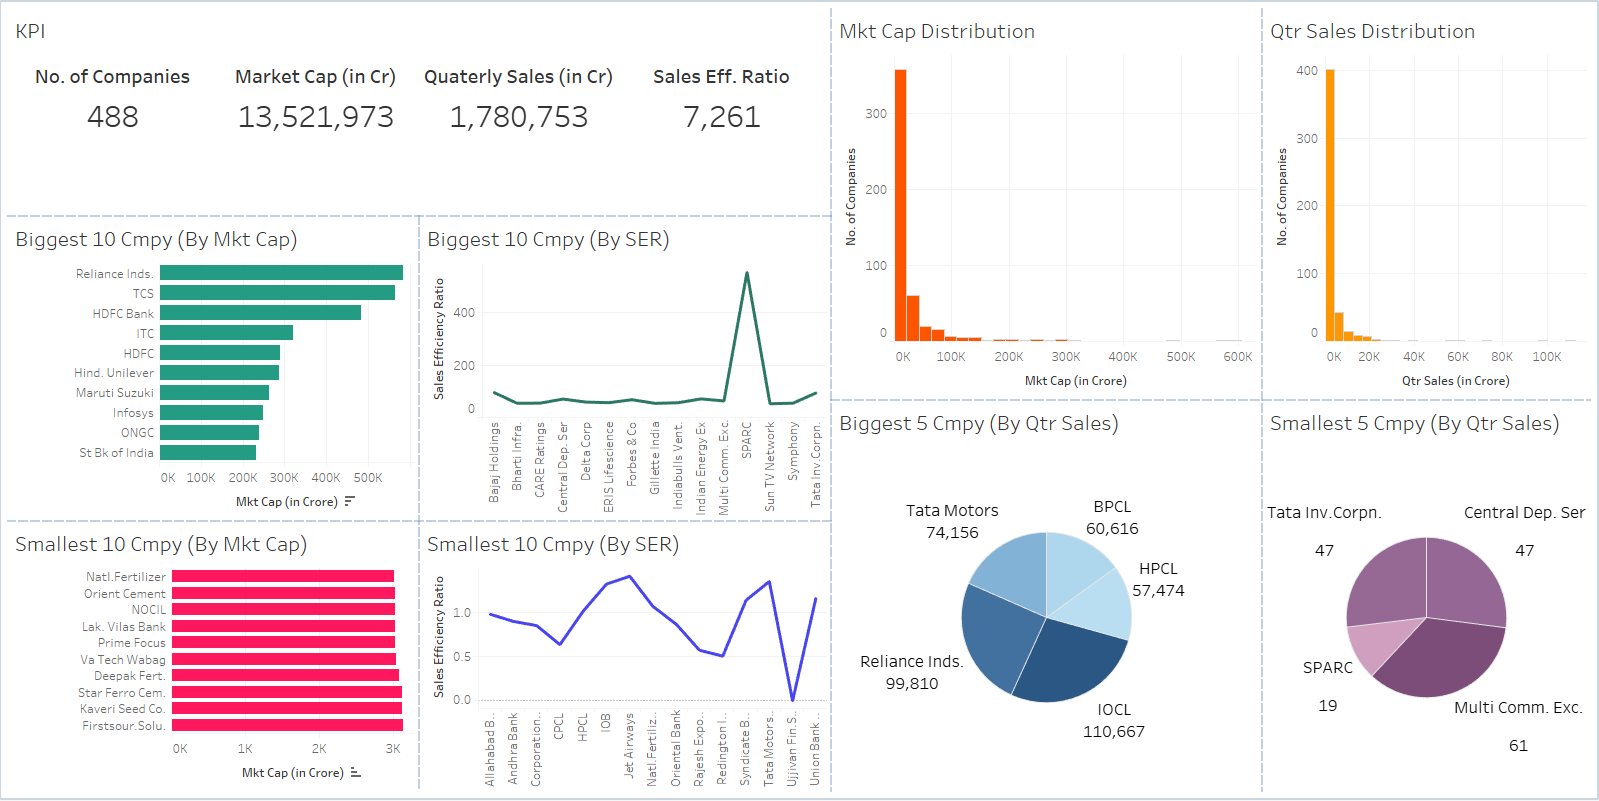 KPI
No. of Companies
488
Market Cap (in Cr)
13,521,973
Quaterly Sales (in Cr)
1,780,753
Sales Eff. Ratio
7,261
Mkt Cap Distribution
No. of Companies
300
200
100
0
0K 100K 200K 300K 400K 500K 600K
Mkt Cap (in Crore)
Qtr Sales Distribution
No. of Companies
400
300
200
100
0
0K 20K 40K 60K 80K 100K
Qtr Sales (in Crore)
Biggest 10 Cmpy (By Mkt Cap)
Reliance Inds.
TCS
HDFC Bank
ITC
HDFC
Hind. Unilever
Maruti Suzuki
Infosys
ONGC
St Bk of India
0K 100K 200K 300K 400K 500K
Mkt Cap (in Crore)
Biggest 10 Cmpy (By SER)
Sales Efficiency Ratio
400
200
0
Bajaj Holdings
Bharti Infra.
CARE Ratings
Central Dep. Ser
Delta Corp
ERIS Lifescience
Forbes & Co
Gillette India
Indiabulls Vent.
Indian Energy Ex
Multi Comm. Exc.
SPARC
Sun TV Network
Symphony
Tata Inv.Corpn.
Smallest 10 Cmpy (By Mkt Cap)
Natl.Fertilizer
Orient Cement
NOCIL
Lak. Vilas Bank
Prime Focus
Va Tech Wabag
Deepak Fert.
Star Ferro Cem.
Kaveri Seed Co.
Firstsour.Solu.
0K 1K 2K 3K
Mkt Cap (in Crore)
Smallest 10 Cmpy (By SER)
Sales Efficiency Ratio
1.0
0.5
0.0
Allahabad B..
Andhra Bank
Corporation..
CPCL
HPCL
IOB
Jet Airways
Natl.Fertiliz..
Oriental Bank
Rajesh Expo..
Redington I..
Syndicate B..
Tata Motors..
Ujjivan Fin.S..
Union Bank..
Biggest 5 Cmpy (By Qtr Sales)
Tata Motors
74,156
BPCL
60,616
HPCL
57,474
Reliance Inds.
99,810
IOCL
110,667
Smallest 5 Cmpy (By Qtr Sales)
Tata Inv.Corpn.
47
Central Dep. Ser
47
SPARC
19
Multi Comm. Exc.
61